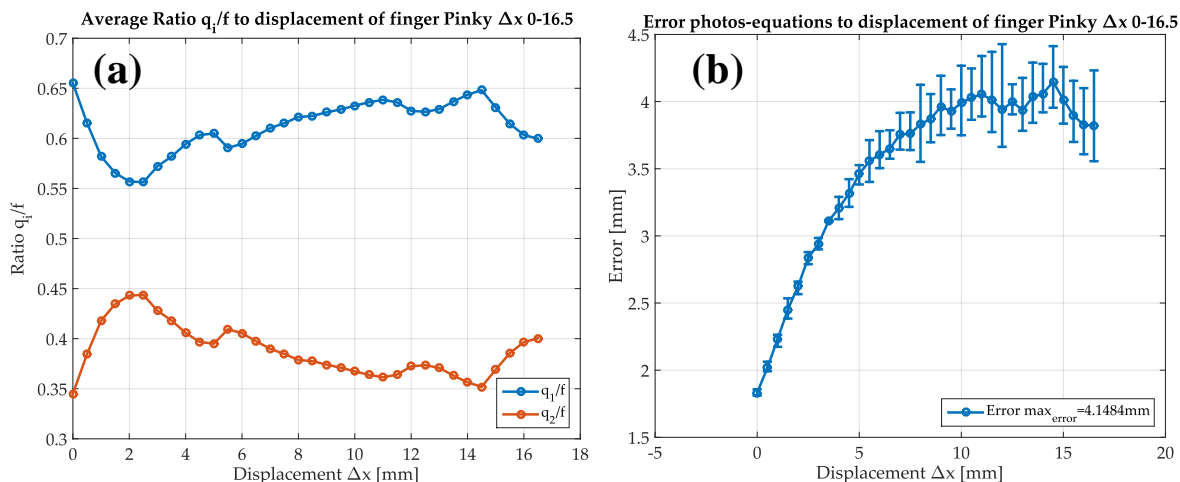 Average Ratio qᵢ/f to displacement of finger Pinky Δx 0-16.5
(a)
0.7
0.65
0.6
0.55
0.5
0.45
0.4
0.35
0.3
Ratio qᵢ/f
0 2 4 6 8 10 12 14 16 18
Displacement Δx [mm]
q₁/f
q₂/f
Error photos-equations to displacement of finger Pinky Δx 0-16.5
(b)
4.5
4
3.5
3
2.5
2
1.5
Error [mm]
-5 0 5 10 15 20
Displacement Δx [mm]
Error max_error=4.1484mm